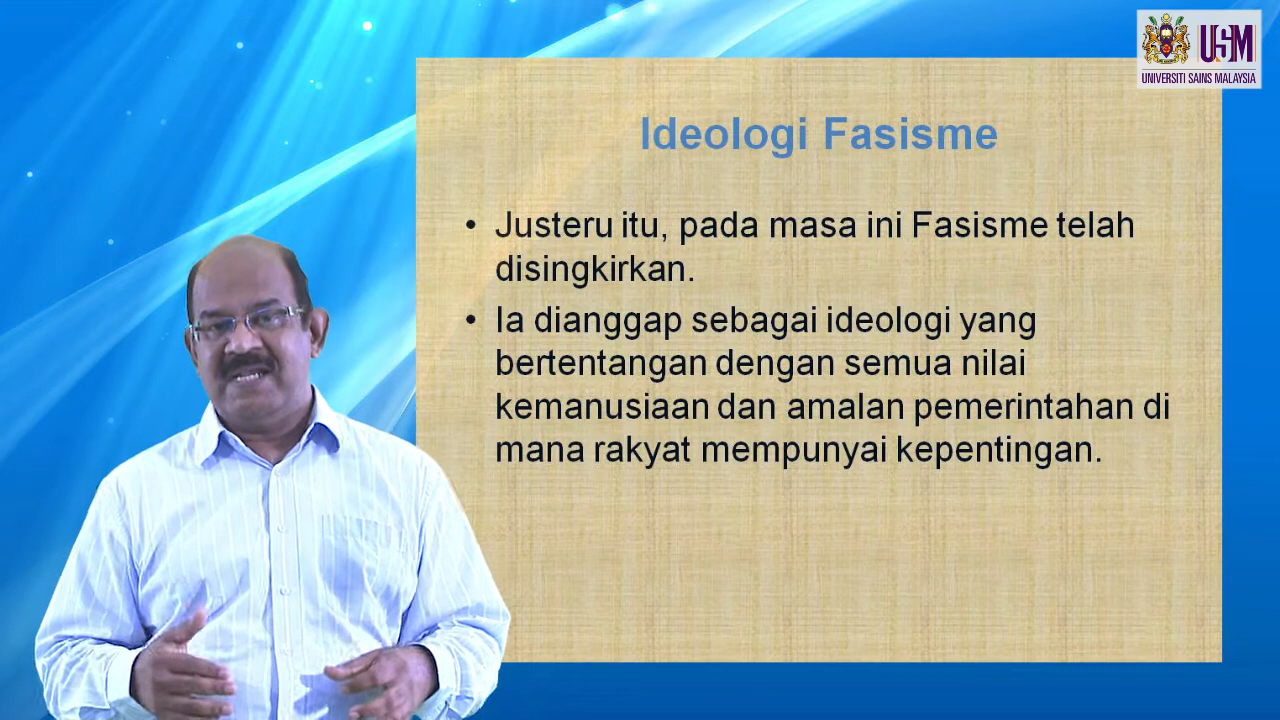 USM
UNIVERSITI SAINS MALAYSIA
Ideologi Fasisme
• Justeru itu, pada masa ini Fasisme telah
disingkirkan.
• Ia dianggap sebagai ideologi yang
bertentangan dengan semua nilai
kemanusiaan dan amalan pemerintahan di
mana rakyat mempunyai kepentingan.